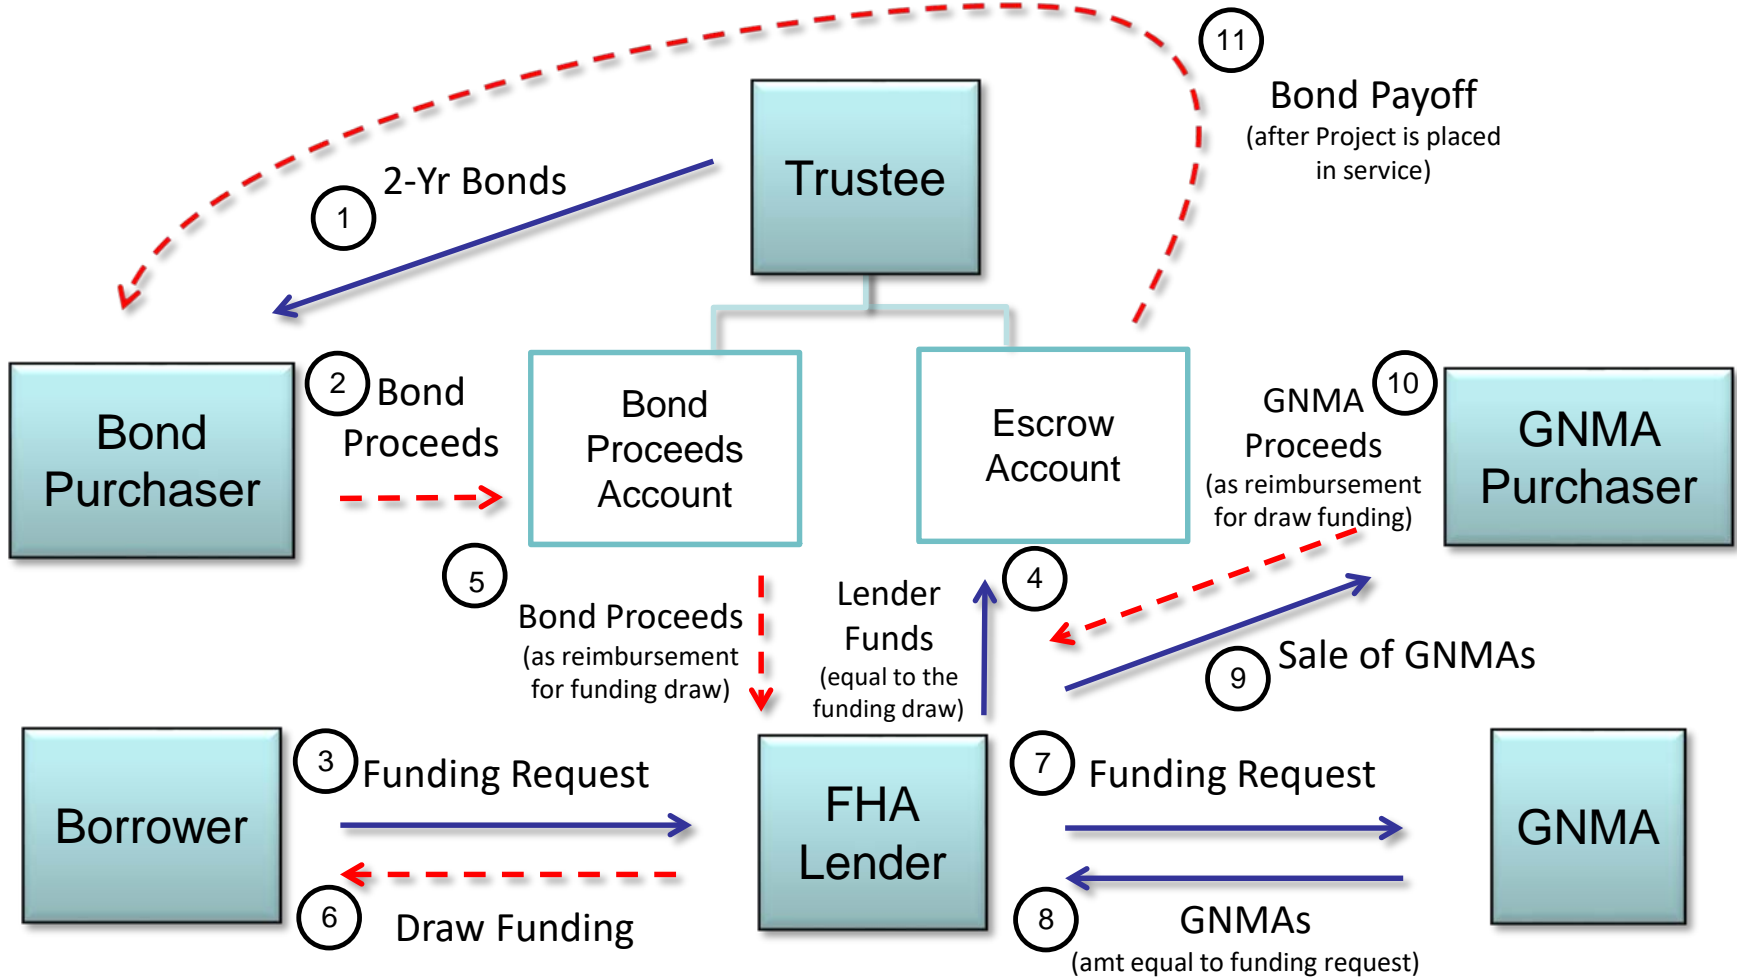 11
Bond Payoff
(after Project is placed
in service)
Trustee
2-Yr Bonds
1
Bond
Purchaser
2
Bond
Proceeds
Bond
Proceeds
Account
Escrow
Account
GNMA
Proceeds
(as reimbursement
for draw funding)
10
GNMA
Purchaser
5
Bond Proceeds
(as reimbursement
for funding draw)
Lender
Funds
(equal to the
funding draw)
4
9
Sale of GNMAs
Borrower
3
Funding Request
6
Draw Funding
FHA
Lender
7
Funding Request
8
GNMAs
(amt equal to funding request)
GNMA